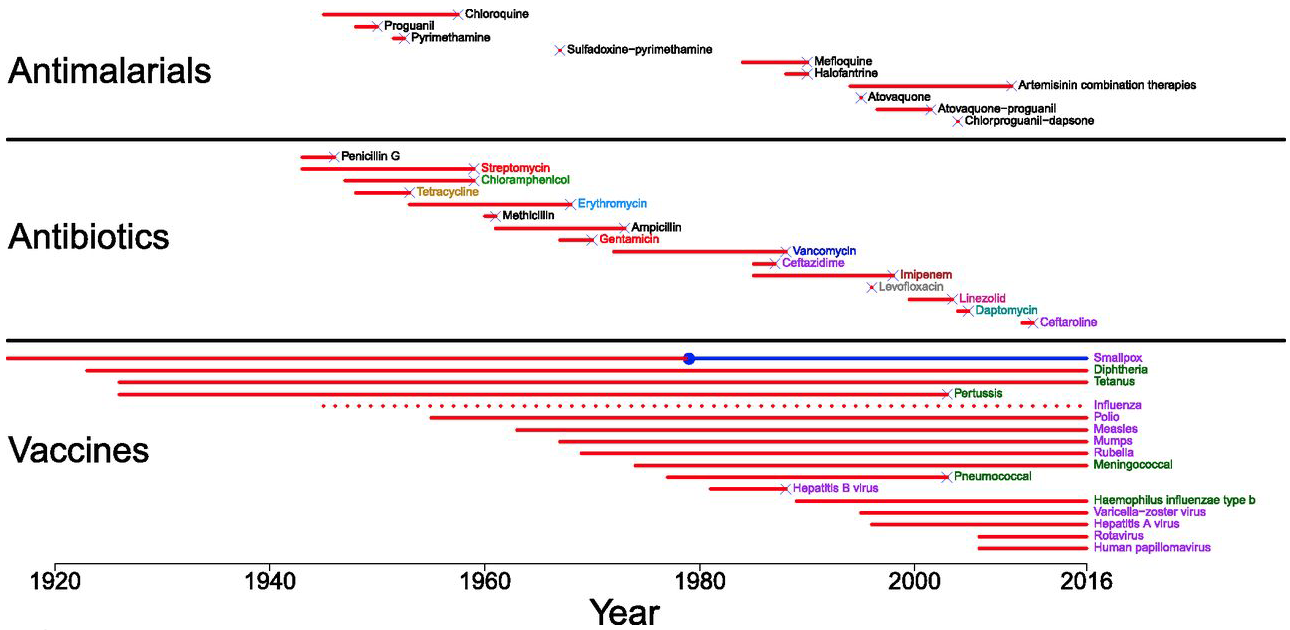 Chloroquine
Proguanil
Pyrimethamine
Sulfadoxine−pyrimethamine
Antimalarials
Mefloquine
Halofantrine
Artemisinin combination therapies
Atovaquone
Atovaquone−proguanil
Chlorproguanil−dapsone
Penicillin G
Streptomycin
Chloramphenicol
Tetracycline
Erythromycin
Methicillin
Antibiotics
Ampicillin
Gentamicin
Vancomycin
Ceftazidime
Imipenem
Levofloxacin
Linezolid
Daptomycin
Ceftaroline
Smallpox
Diphtheria
Tetanus
Pertussis
Influenza
Polio
Measles
Vaccines
Mumps
Rubella
Meningococcal
Pneumococcal
Hepatitis B virus
Haemophilus influenzae type b
Varicella−zoster virus
Hepatitis A virus
Rotavirus
Human papillomavirus
1920 1940 1960 1980 2000 2016
Year